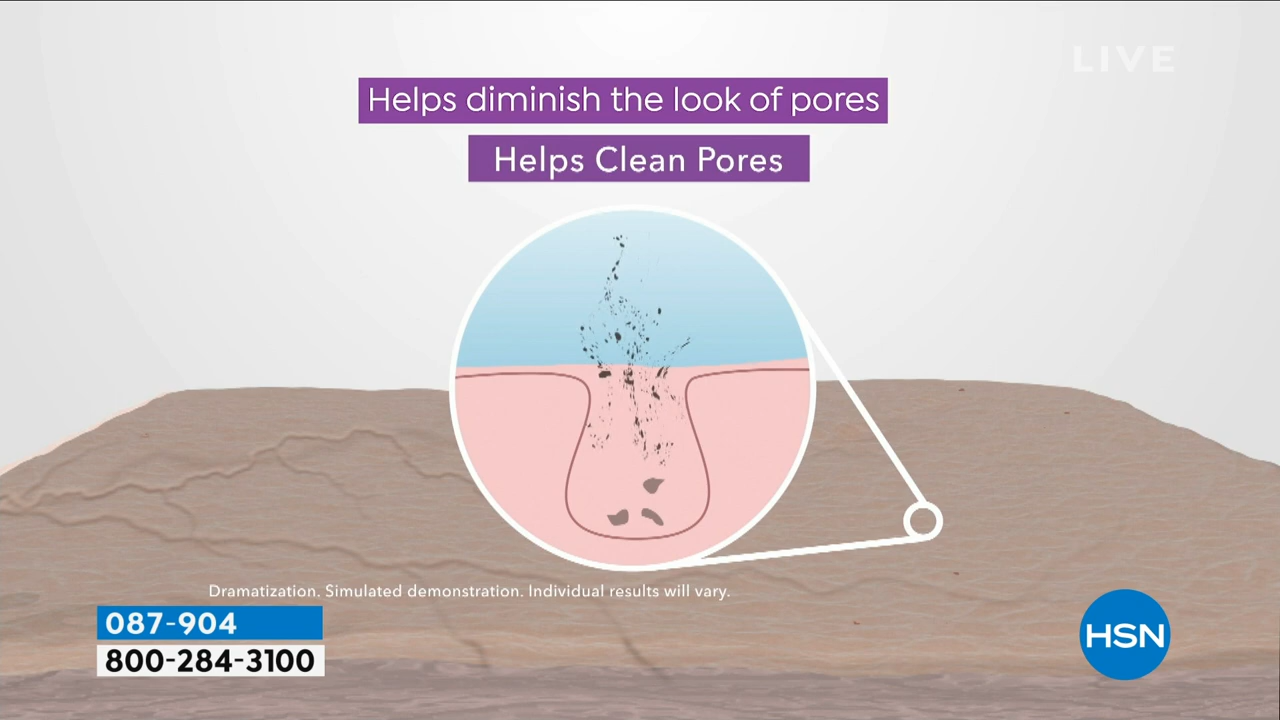 LIVE
Helps diminish the look of pores
Helps Clean Pores
Dramatization. Simulated demonstration. Individual results will vary.
087-904
800-284-3100
HSN